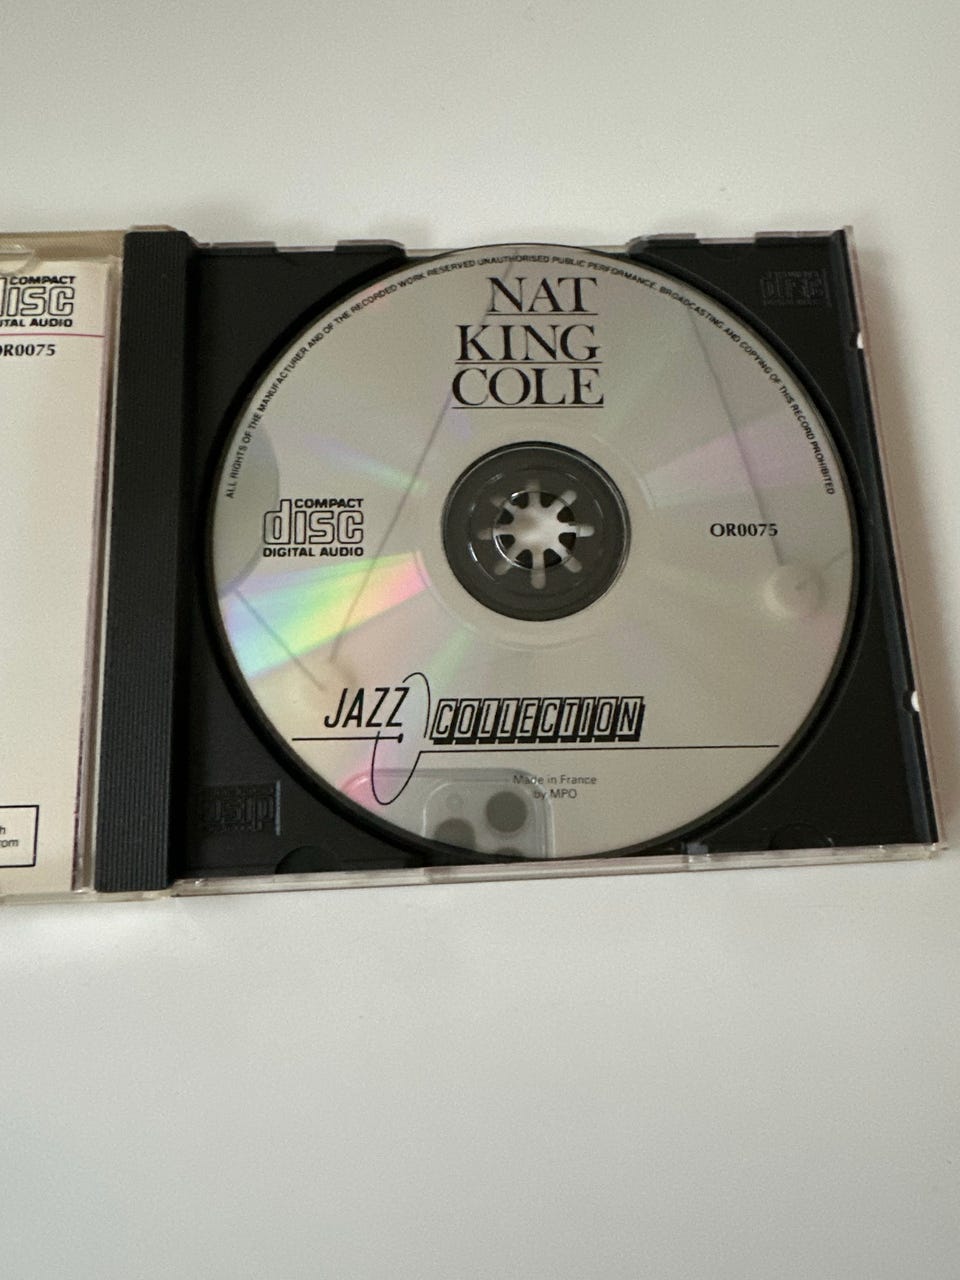 COMPACT
disc
DIGITAL AUDIO
OR0075
ALL RIGHTS OF THE MANUFACTURER AND OF THE RECORDED WORK RESERVED UNAUTHORISED PUBLIC PERFORMANCE, BROADCASTING AND COPYING OF THIS RECORD PROHIBITED
NAT
KING
COLE
COMPACT
disc
DIGITAL AUDIO
OR0075
JAZZ COLLECTION
Made in France
by MPO
disc
disc